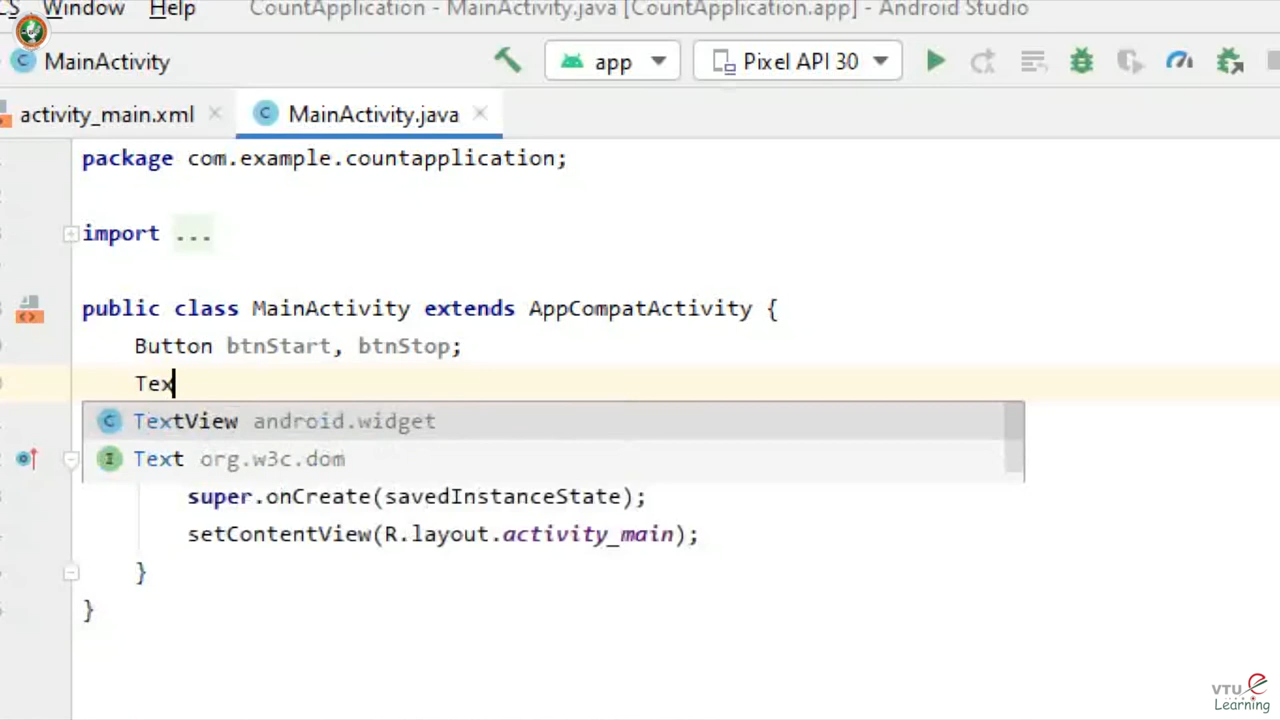 Window Help CountApplication - MainActivity.java [CountApplication.app] - Android Studio
MainActivity app Pixel API 30
activity_main.xml MainActivity.java
package com.example.countapplication;
import ...
public class MainActivity extends AppCompatActivity {
Button btnStart, btnStop;
Tex
TextView android.widget
Text org.w3c.dom
super.onCreate(savedInstanceState);
setContentView(R.layout.activity_main);
}
}
VTU e
Learning